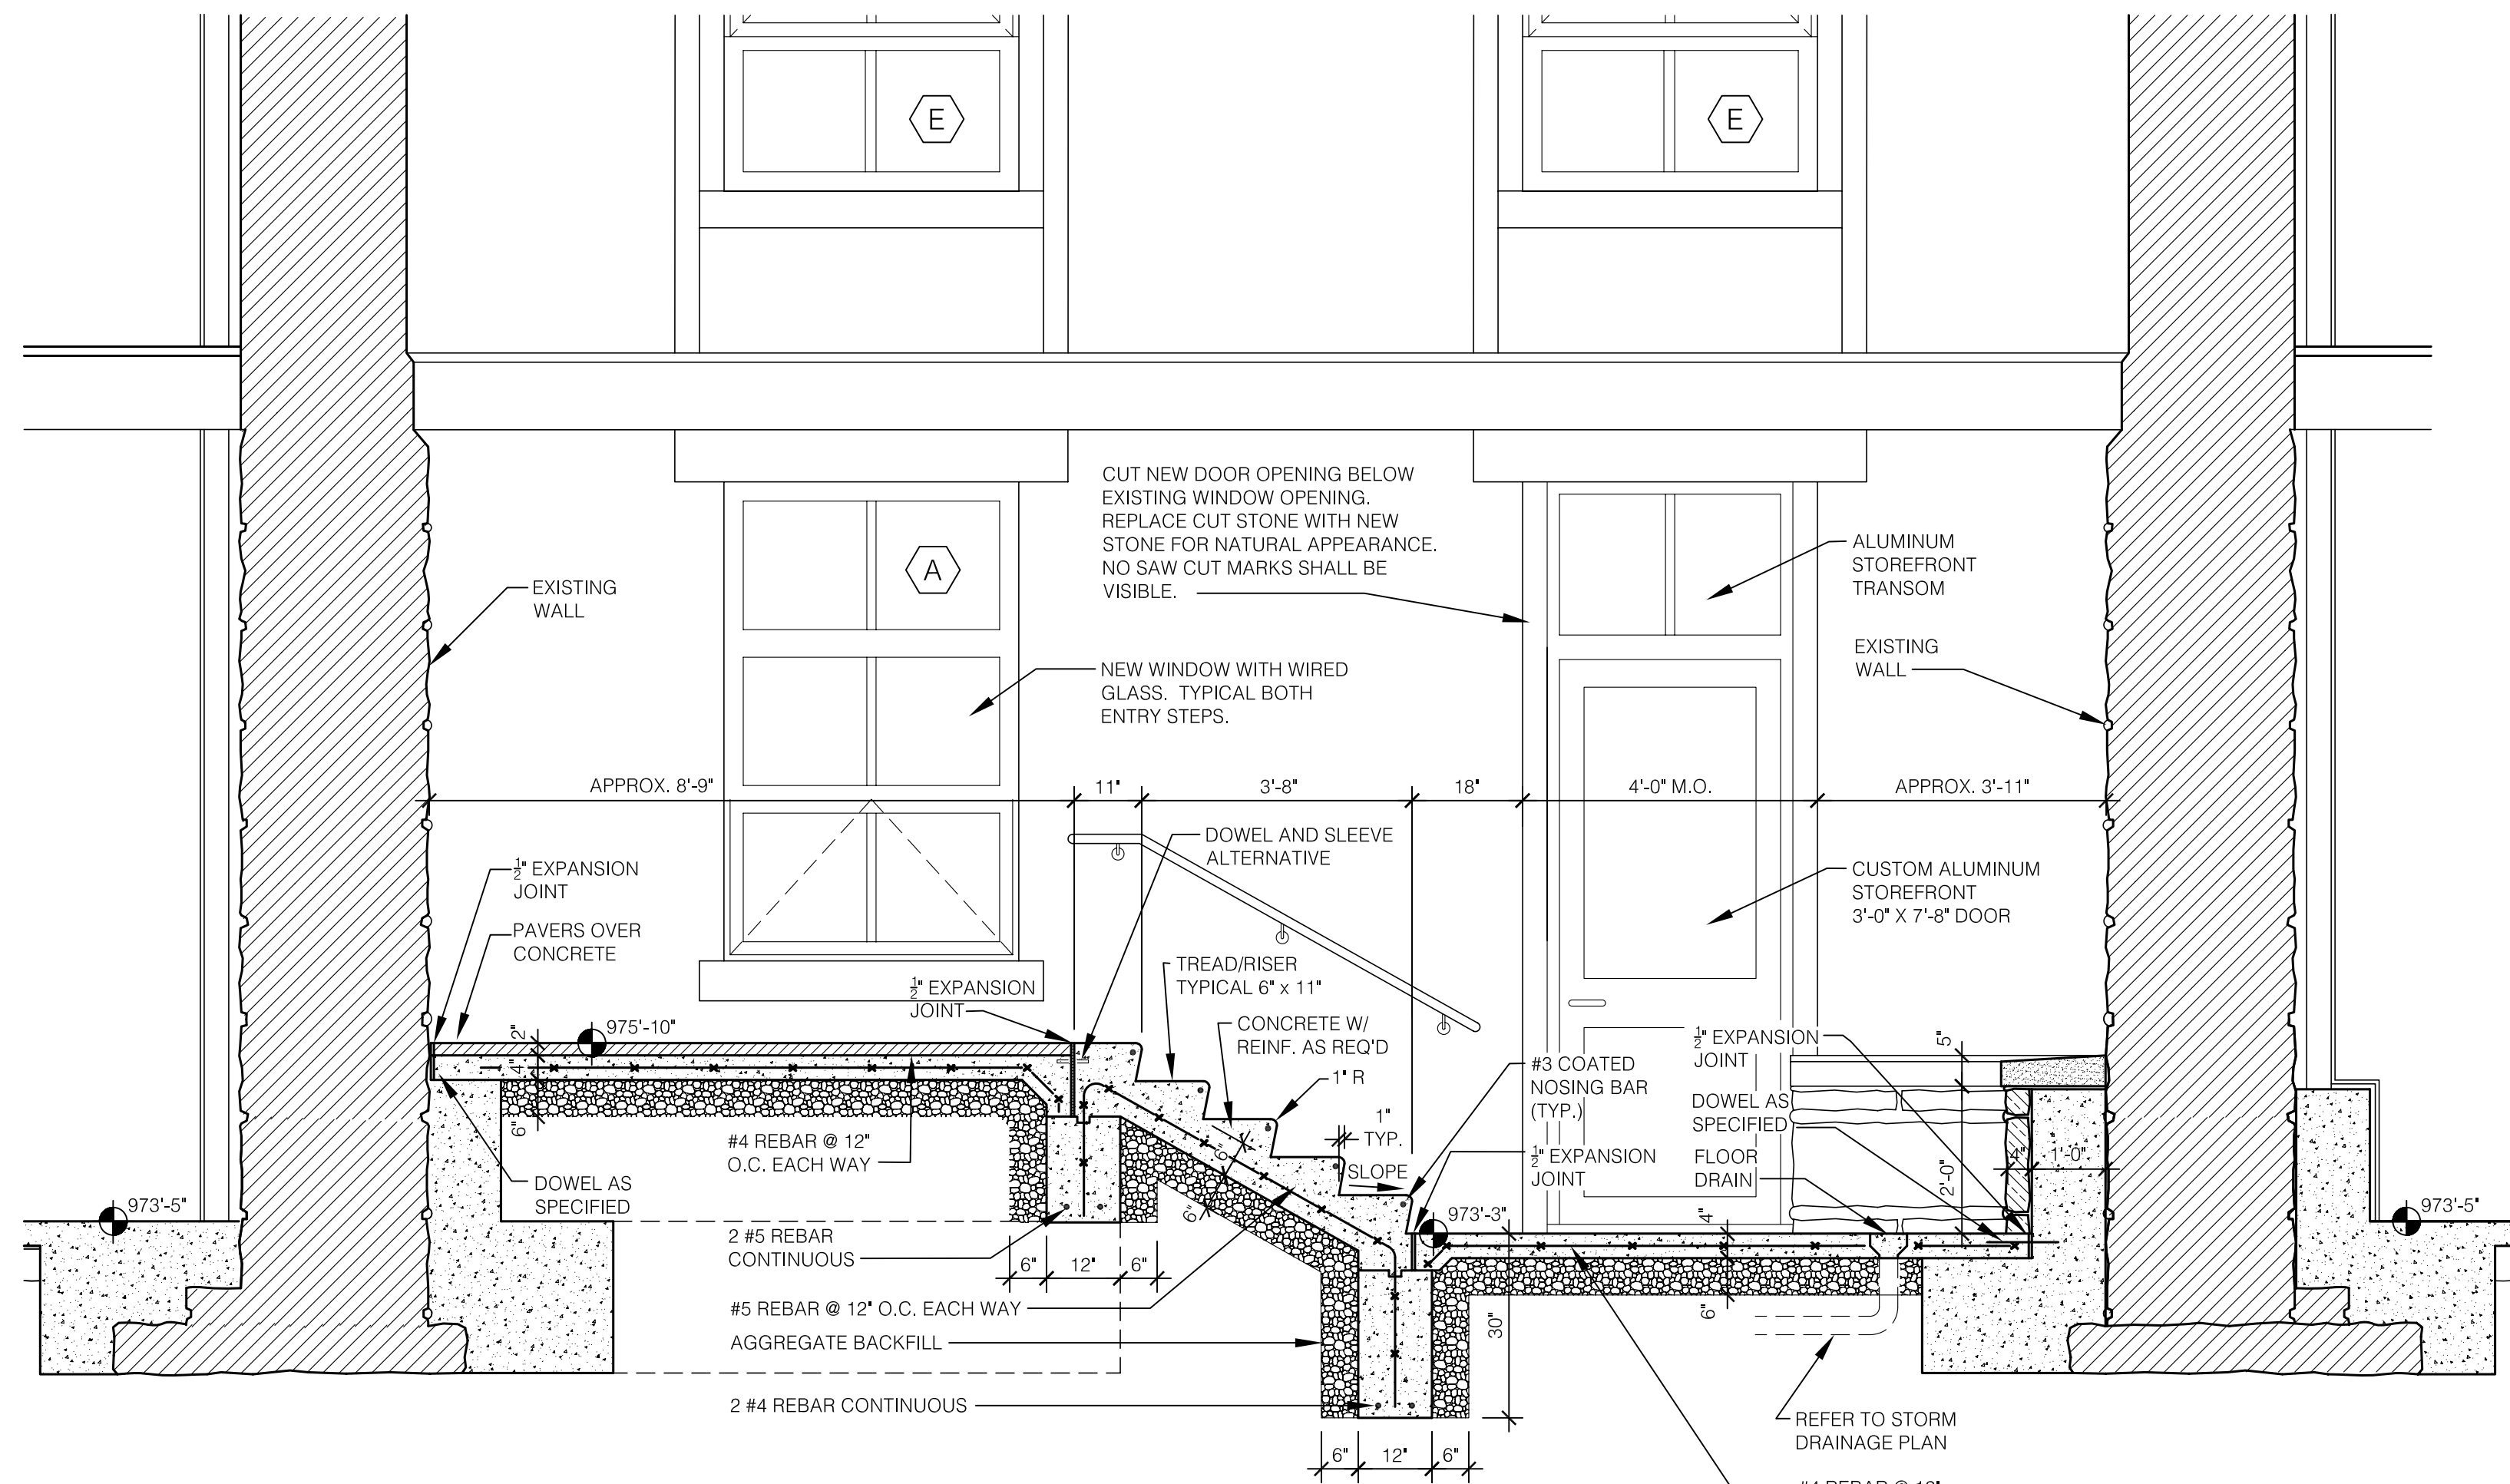 E
E
CUT NEW DOOR OPENING BELOW
EXISTING WINDOW OPENING.
REPLACE CUT STONE WITH NEW
STONE FOR NATURAL APPEARANCE.
NO SAW CUT MARKS SHALL BE
VISIBLE.
ALUMINUM
STOREFRONT
TRANSOM
A
EXISTING
WALL
EXISTING
WALL
NEW WINDOW WITH WIRED
GLASS. TYPICAL BOTH
ENTRY STEPS.
APPROX. 8'-9"
11"
3'-8"
18"
4'-0" M.O.
APPROX. 3'-11"
DOWEL AND SLEEVE
ALTERNATIVE
½" EXPANSION
JOINT
CUSTOM ALUMINUM
STOREFRONT
3'-0" X 7'-8" DOOR
PAVERS OVER
CONCRETE
TREAD/RISER
TYPICAL 6" x 11"
½" EXPANSION
JOINT
2"
4"
6"
975'-10"
CONCRETE W/
REINF. AS REQ'D
1" R
1"
TYP.
SLOPE
#3 COATED
NOSING BAR
(TYP.)
½" EXPANSION
JOINT
½" EXPANSION
JOINT
DOWEL AS
SPECIFIED
FLOOR
DRAIN
5"
2'-0"
4"
1'-0"
#4 REBAR @ 12"
O.C. EACH WAY
DOWEL AS
SPECIFIED
6"
6"
973'-5"
973'-3"
4"
6"
973'-5"
2 #5 REBAR
CONTINUOUS
6"
12"
6"
#5 REBAR @ 12" O.C. EACH WAY
AGGREGATE BACKFILL
30"
2 #4 REBAR CONTINUOUS
REFER TO STORM
DRAINAGE PLAN
6"
12"
6"
#4 REBAR @ 12"